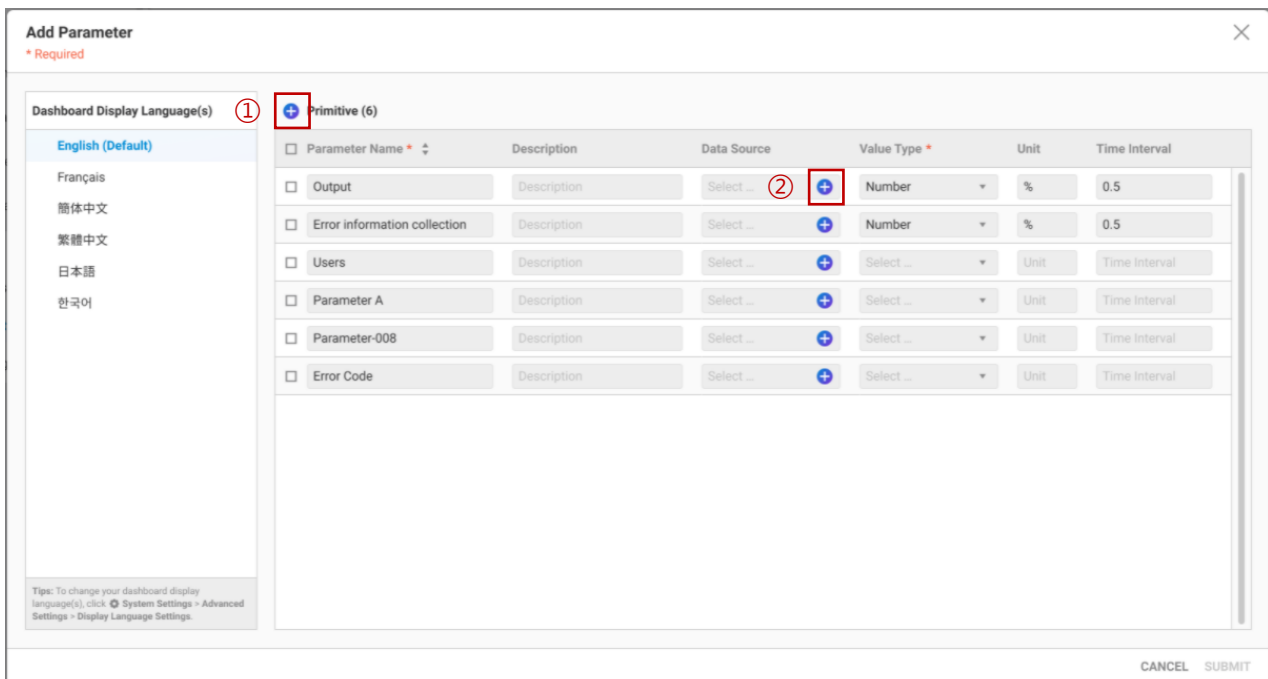 Add Parameter
* Required
Dashboard Display Language(s)
English (Default)
Français
簡体中文
繁體中文
日本語
한국어
Tips: To change your dashboard display
language(s), click System Settings > Advanced
Settings > Display Language Settings.
① Primitive (6)
Parameter Name * Description Data Source Value Type * Unit Time Interval
Output Description Select ... ② Number % 0.5
Error information collection Description Select ... Number % 0.5
Users Description Select ... Select ... Unit Time Interval
Parameter A Description Select ... Select ... Unit Time Interval
Parameter-008 Description Select ... Select ... Unit Time Interval
Error Code Description Select ... Select ... Unit Time Interval
CANCEL SUBMIT